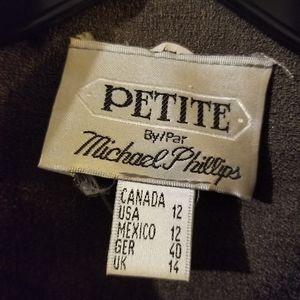 PETITE
By/Par
Michael Phillips
CANADA
USA 12
MEXICO 12
GER 40
UK 14